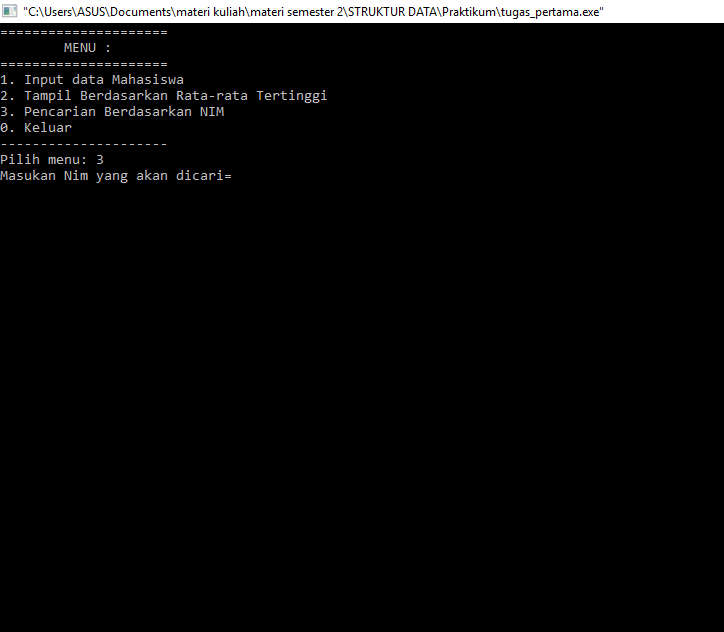 "C:\Users\ASUS\Documents\materi kuliah\materi semester 2\STRUKTUR DATA\Praktikum\tugas_pertama.exe"
=====================
        MENU :
=====================
1. Input data Mahasiswa
2. Tampil Berdasarkan Rata-rata Tertinggi
3. Pencarian Berdasarkan NIM
0. Keluar
---------------------
Pilih menu: 3
Masukan Nim yang akan dicari=